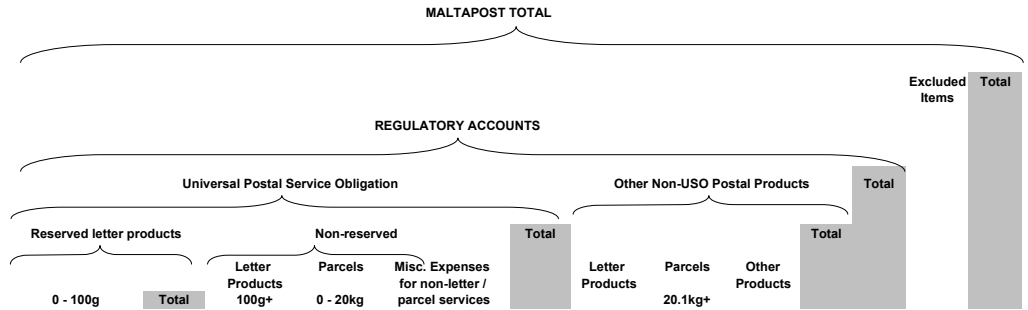 MALTAPOST TOTAL
Excluded Total
Items
REGULATORY ACCOUNTS
Universal Postal Service Obligation Other Non-USO Postal Products Total
Reserved letter products Non-reserved Total Total
Letter Parcels Misc. Expenses Letter Parcels Other
Products for non-letter / Products Products
0 - 100g Total 100g+ 0 - 20kg parcel services 20.1kg+